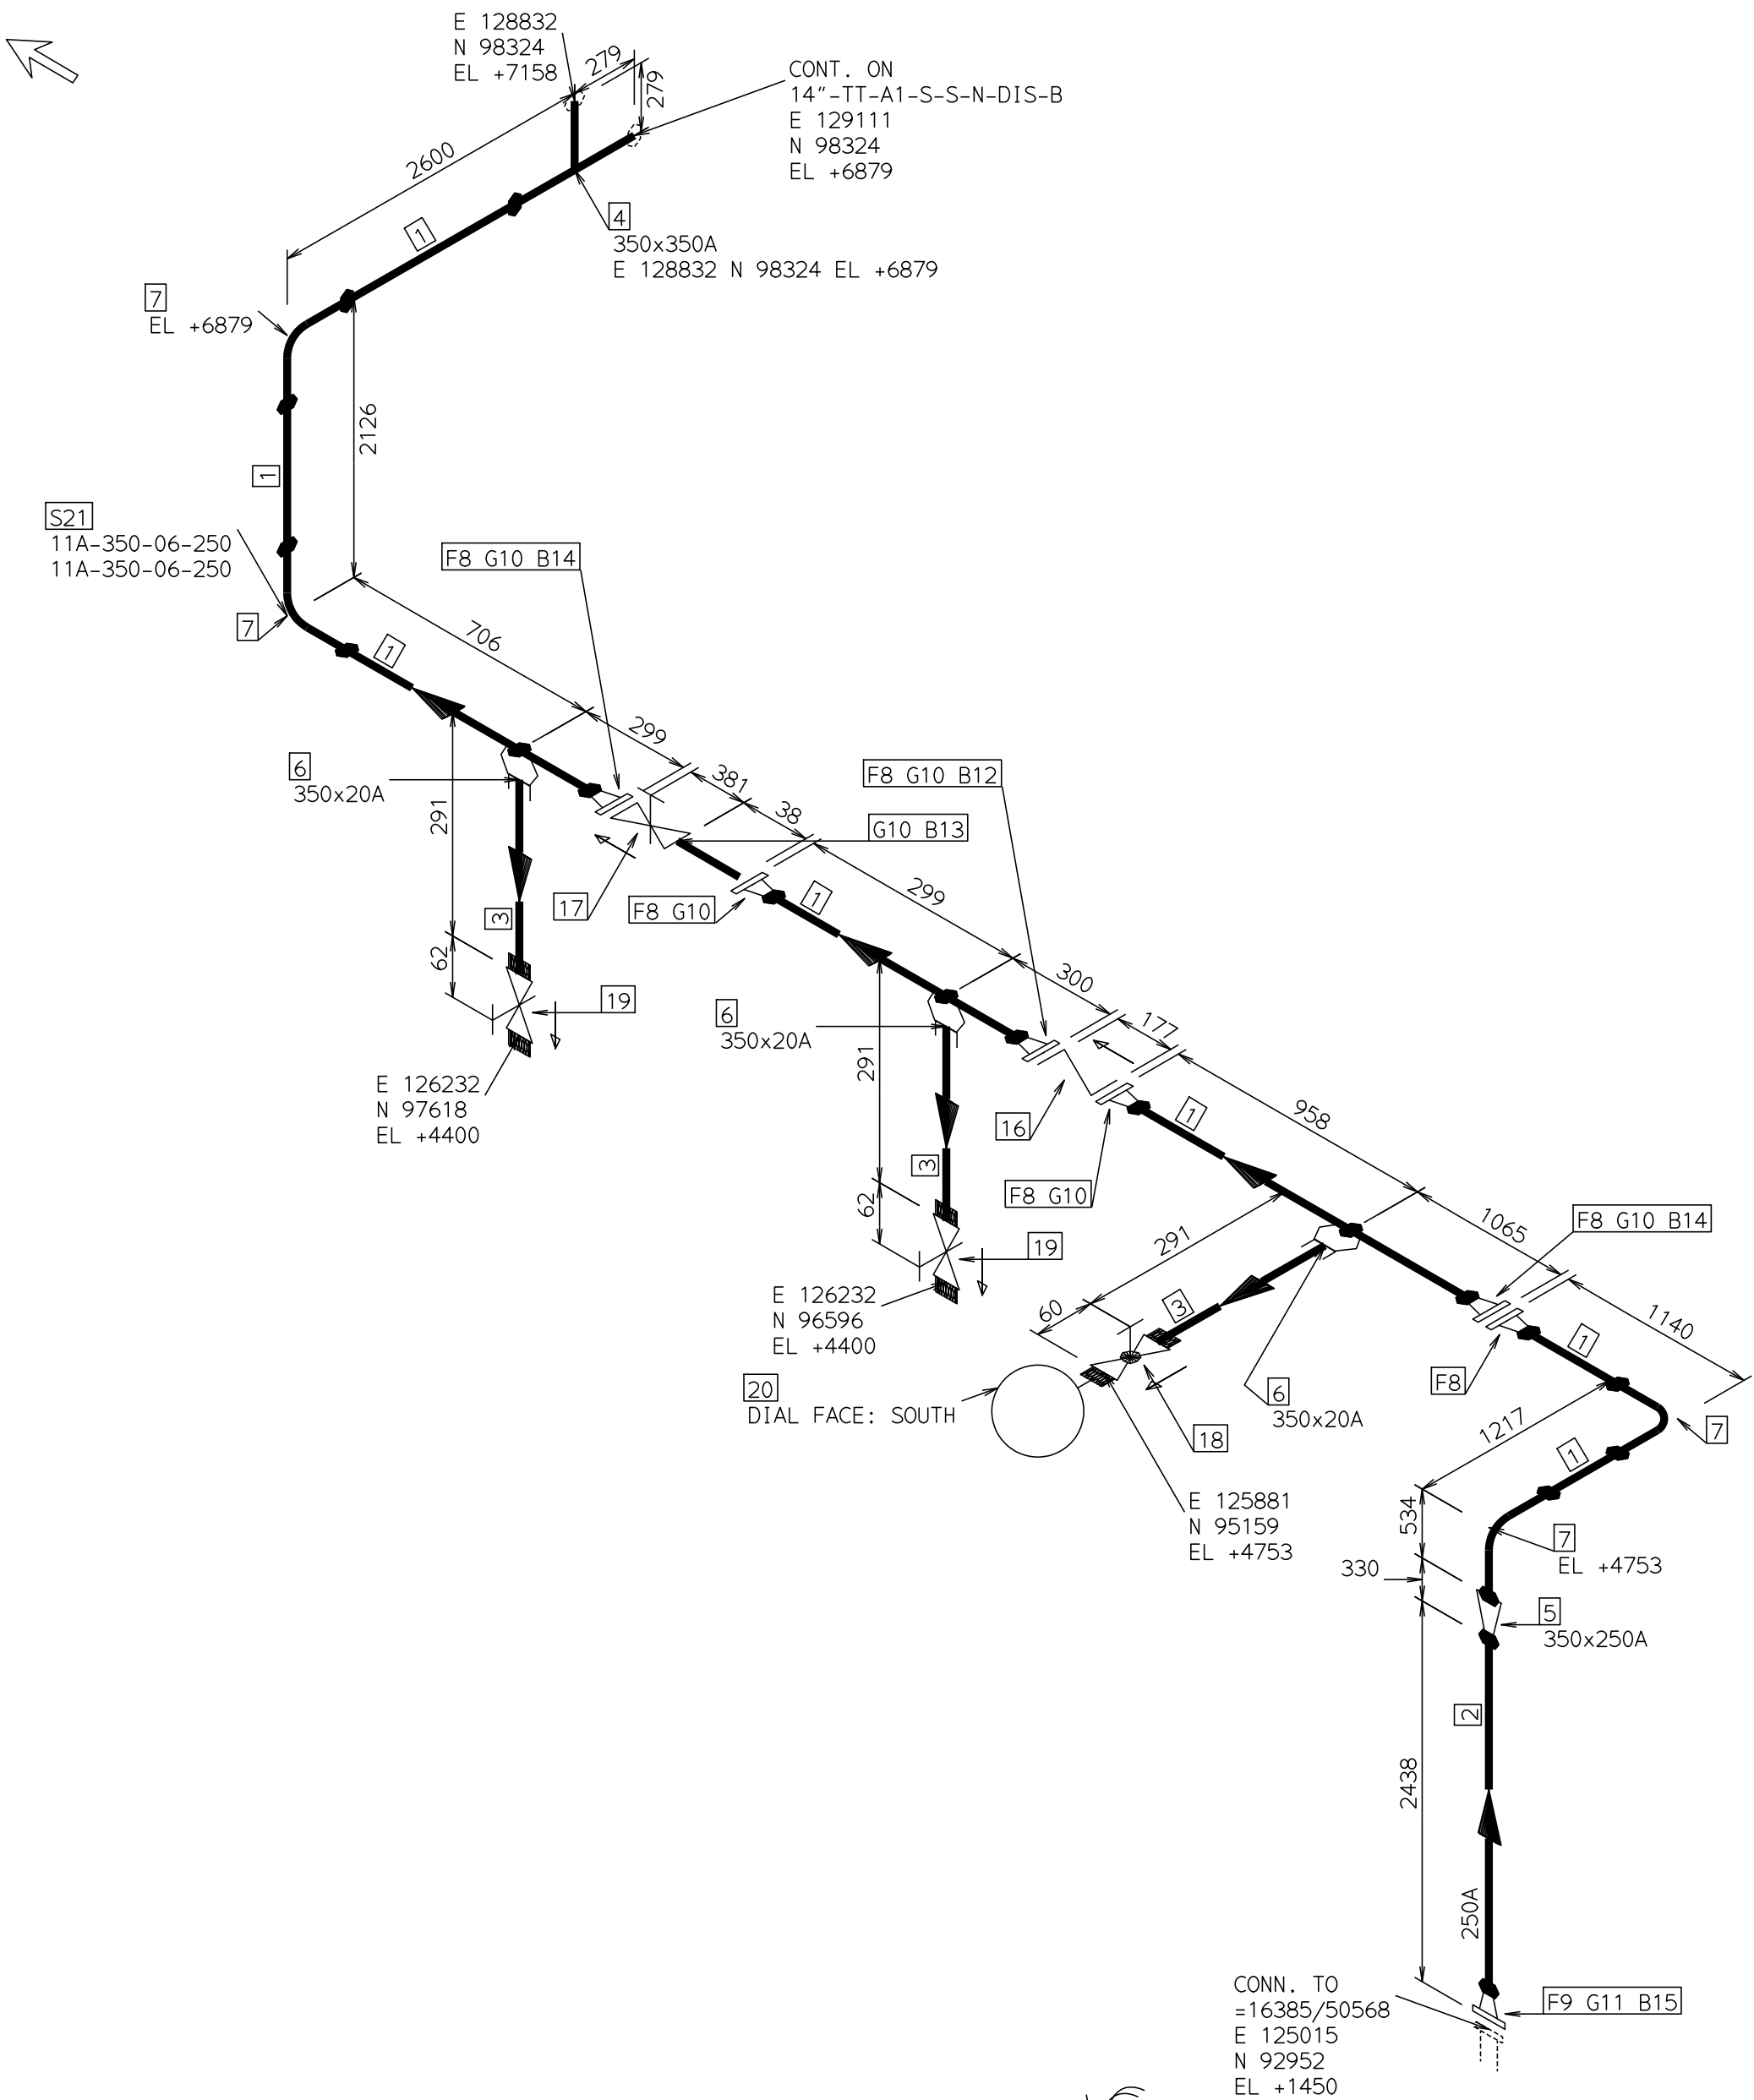 E 128832
N 98324
EL +7158
279
279
CONT. ON
14"-TT-A1-S-S-N-DIS-B
E 129111
N 98324
EL +6879
2600
4
350x350A
E 128832 N 98324 EL +6879
1
7
EL +6879
2126
1
S21
11A-350-06-250
11A-350-06-250
F8 G10 B14
7
706
1
299
6
350x20A
381
F8 G10 B12
38
G10 B13
291
299
17
F8 G10
1
3
62
19
300
6
350x20A
177
E 126232
N 97618
EL +4400
291
958
16
1
3
F8 G10
62
1065
F8 G10 B14
19
291
E 126232
N 96596
EL +4400
60
3
1140
1
20
DIAL FACE: SOUTH
F8
6
350x20A
18
1217
7
1
E 125881
N 95159
EL +4753
534
7
EL +4753
330
5
350x250A
2
2438
250A
CONN. TO
=16385/50568
E 125015
N 92952
EL +1450
F9 G11 B15